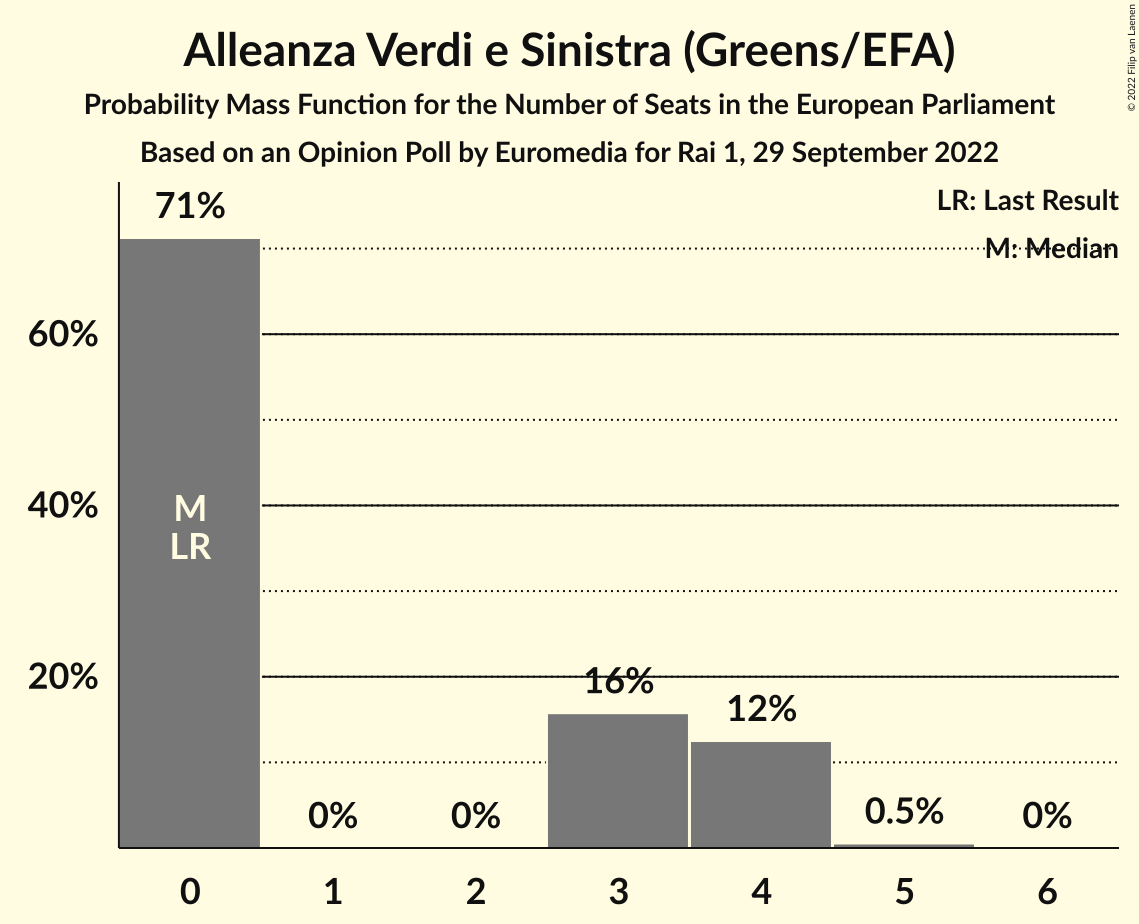 Alleanza Verdi e Sinistra (Greens/EFA)
Probability Mass Function for the Number of Seats in the European Parliament
Based on an Opinion Poll by Euromedia for Rai 1, 29 September 2022
© 2022 Filip van Laenen
LR: Last Result
M: Median
71%
60%
40%
20%
M
LR
0%
0%
16%
12%
0.5%
0%
0 1 2 3 4 5 6